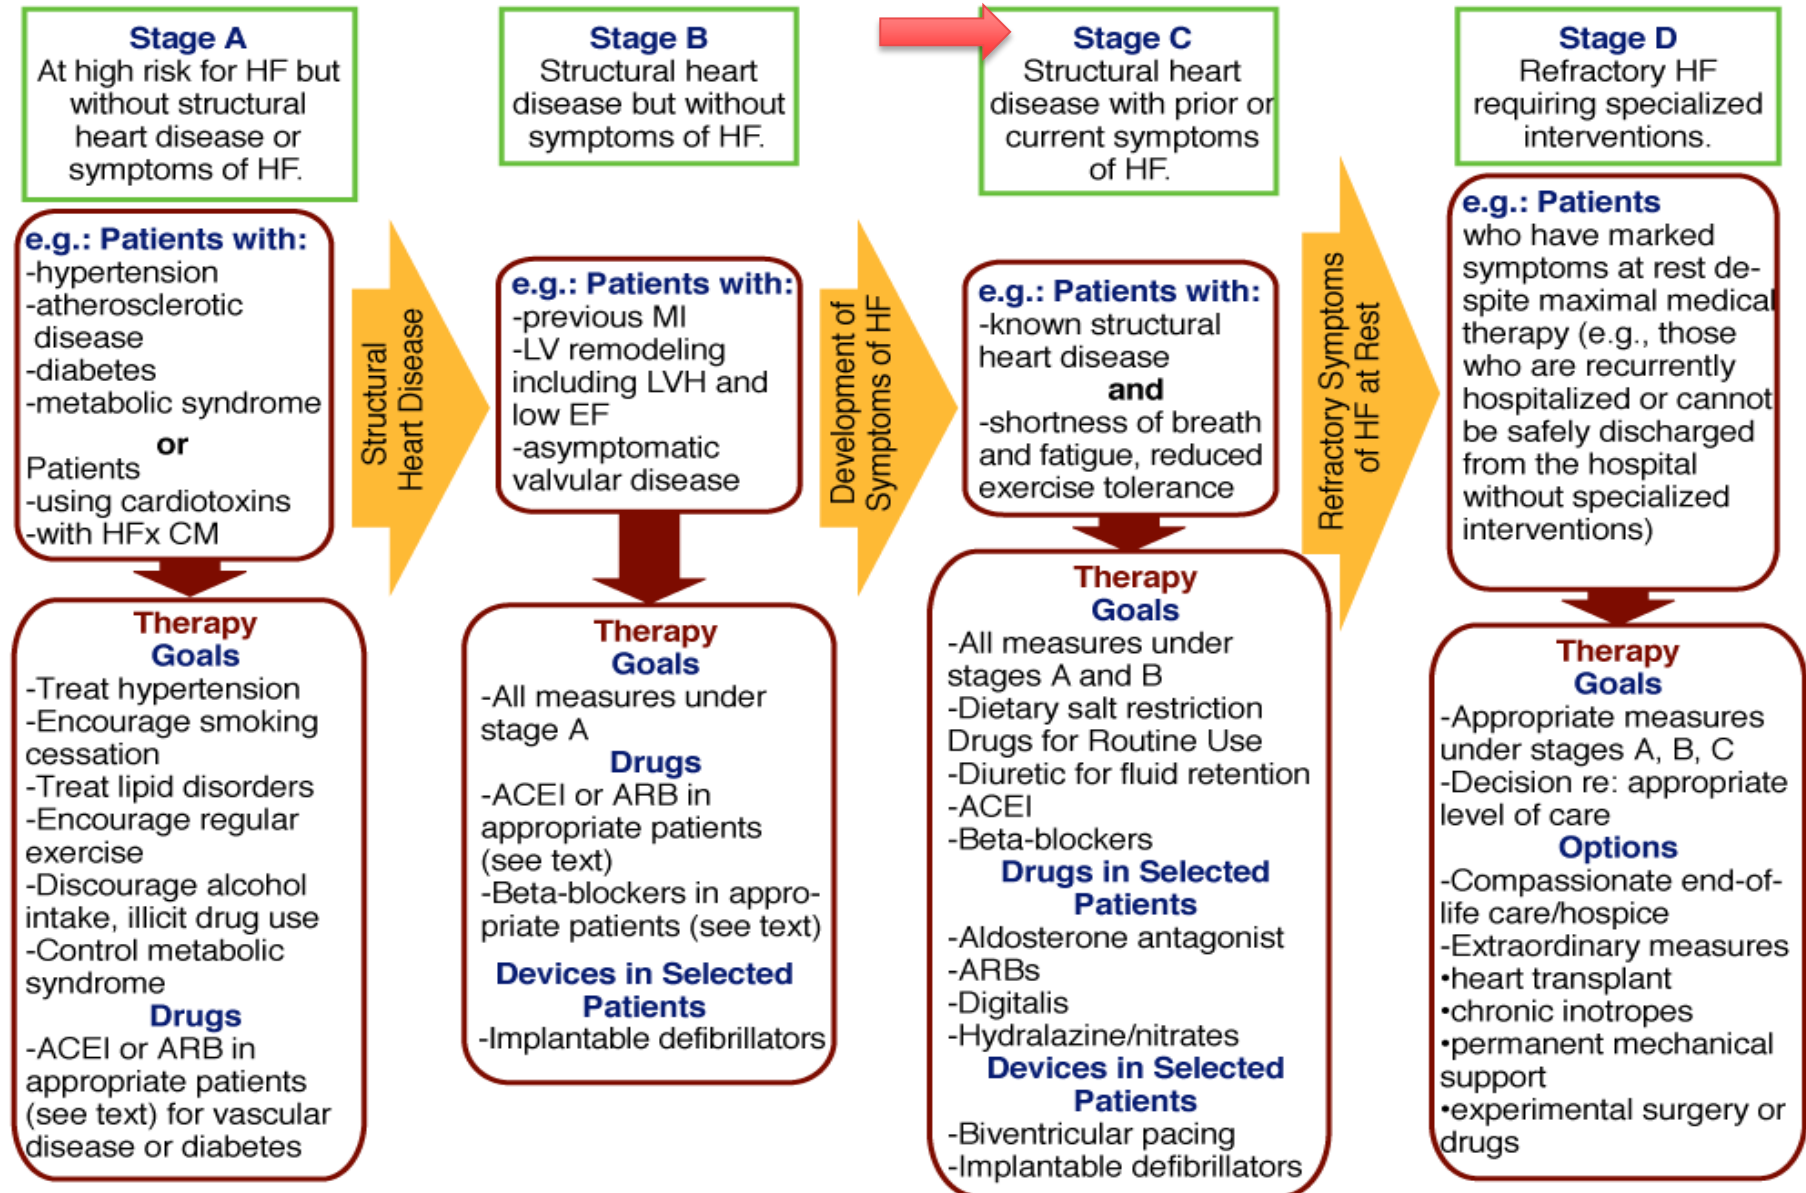 Stage A
At high risk for HF but
without structural
heart disease or
symptoms of HF.
e.g.: Patients with:
-hypertension
-atherosclerotic
disease
-diabetes
-metabolic syndrome
or
Patients
-using cardiotoxins
-with HFx CM
Therapy
Goals
-Treat hypertension
-Encourage smoking
cessation
-Treat lipid disorders
-Encourage regular
exercise
-Discourage alcohol
intake, illicit drug use
-Control metabolic
syndrome
Drugs
-ACEI or ARB in
appropriate patients
(see text) for vascular
disease or diabetes
Structural
Heart Disease
Stage B
Structural heart
disease but without
symptoms of HF.
e.g.: Patients with:
-previous MI
-LV remodeling
including LVH and
low EF
-asymptomatic
valvular disease
Therapy
Goals
-All measures under
stage A
Drugs
-ACEI or ARB in
appropriate patients
(see text)
-Beta-blockers in appro-
priate patients (see text)
Devices in Selected
Patients
-Implantable defibrillators
Development of
Symptoms of HF
Stage C
Structural heart
disease with prior or
current symptoms
of HF.
e.g.: Patients with:
-known structural
heart disease
and
-shortness of breath
and fatigue, reduced
exercise tolerance
Therapy
Goals
-All measures under
stages A and B
-Dietary salt restriction
Drugs for Routine Use
-Diuretic for fluid retention
-ACEI
-Beta-blockers
Drugs in Selected
Patients
-Aldosterone antagonist
-ARBs
-Digitalis
-Hydralazine/nitrates
Devices in Selected
Patients
-Biventricular pacing
-Implantable defibrillators
Refractory Symptoms
of HF at Rest
Stage D
Refractory HF
requiring specialized
interventions.
e.g.: Patients
who have marked
symptoms at rest de-
spite maximal medical
therapy (e.g., those
who are recurrently
hospitalized or cannot
be safely discharged
from the hospital
without specialized
interventions)
Therapy
Goals
-Appropriate measures
under stages A, B, C
-Decision re: appropriate
level of care
Options
-Compassionate end-of-
life care/hospice
-Extraordinary measures
•heart transplant
•chronic inotropes
•permanent mechanical
support
•experimental surgery or
drugs